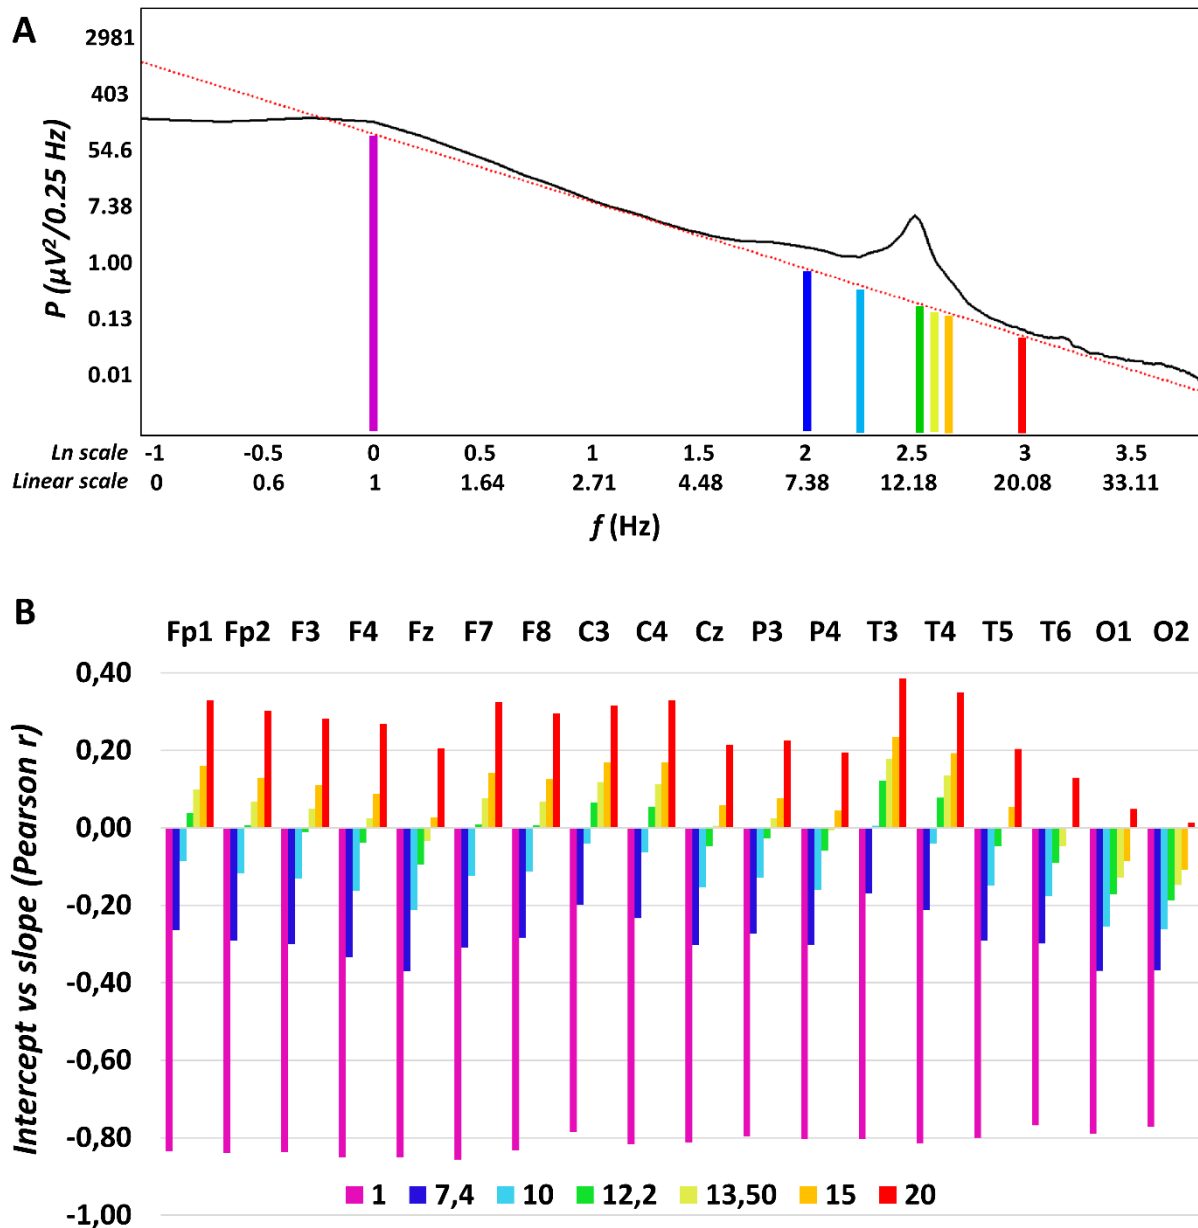 A
2981
403
54.6
7.38
1.00
0.13
0.01
P (μV²/0.25 Hz)
Ln scale -1 -0.5 0 0.5 1 1.5 2 2.5 3 3.5
Linear scale 0 0.6 1 1.64 2.71 4.48 7.38 12.18 20.08 33.11
f (Hz)
B
Fp1 Fp2 F3 F4 Fz F7 F8 C3 C4 Cz P3 P4 T3 T4 T5 T6 O1 O2
0,40
0,20
0,00
-0,20
-0,40
-0,60
-0,80
-1,00
Intercept vs slope (Pearson r)
1 7,4 10 12,2 13,50 15 20